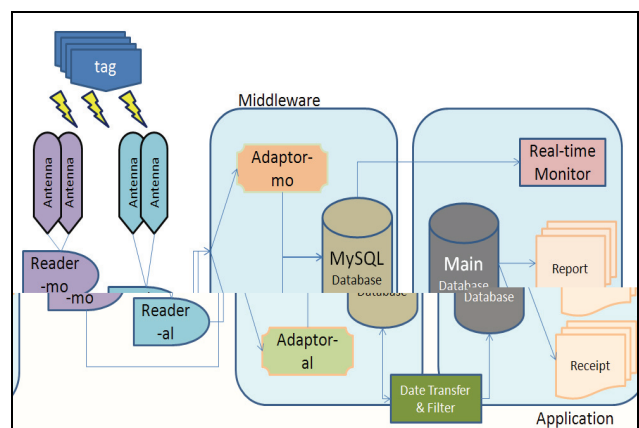 tag
Middleware
Antenna
Antenna
Antenna
Antenna
Adaptor-
mo
Real-time
Monitor
Reader
-mo
-mo
MySQL
Database
Database
Main
Database
Database
Report
Reader
-al
Adaptor-
al
Receipt
Date Transfer
& Filter
Application